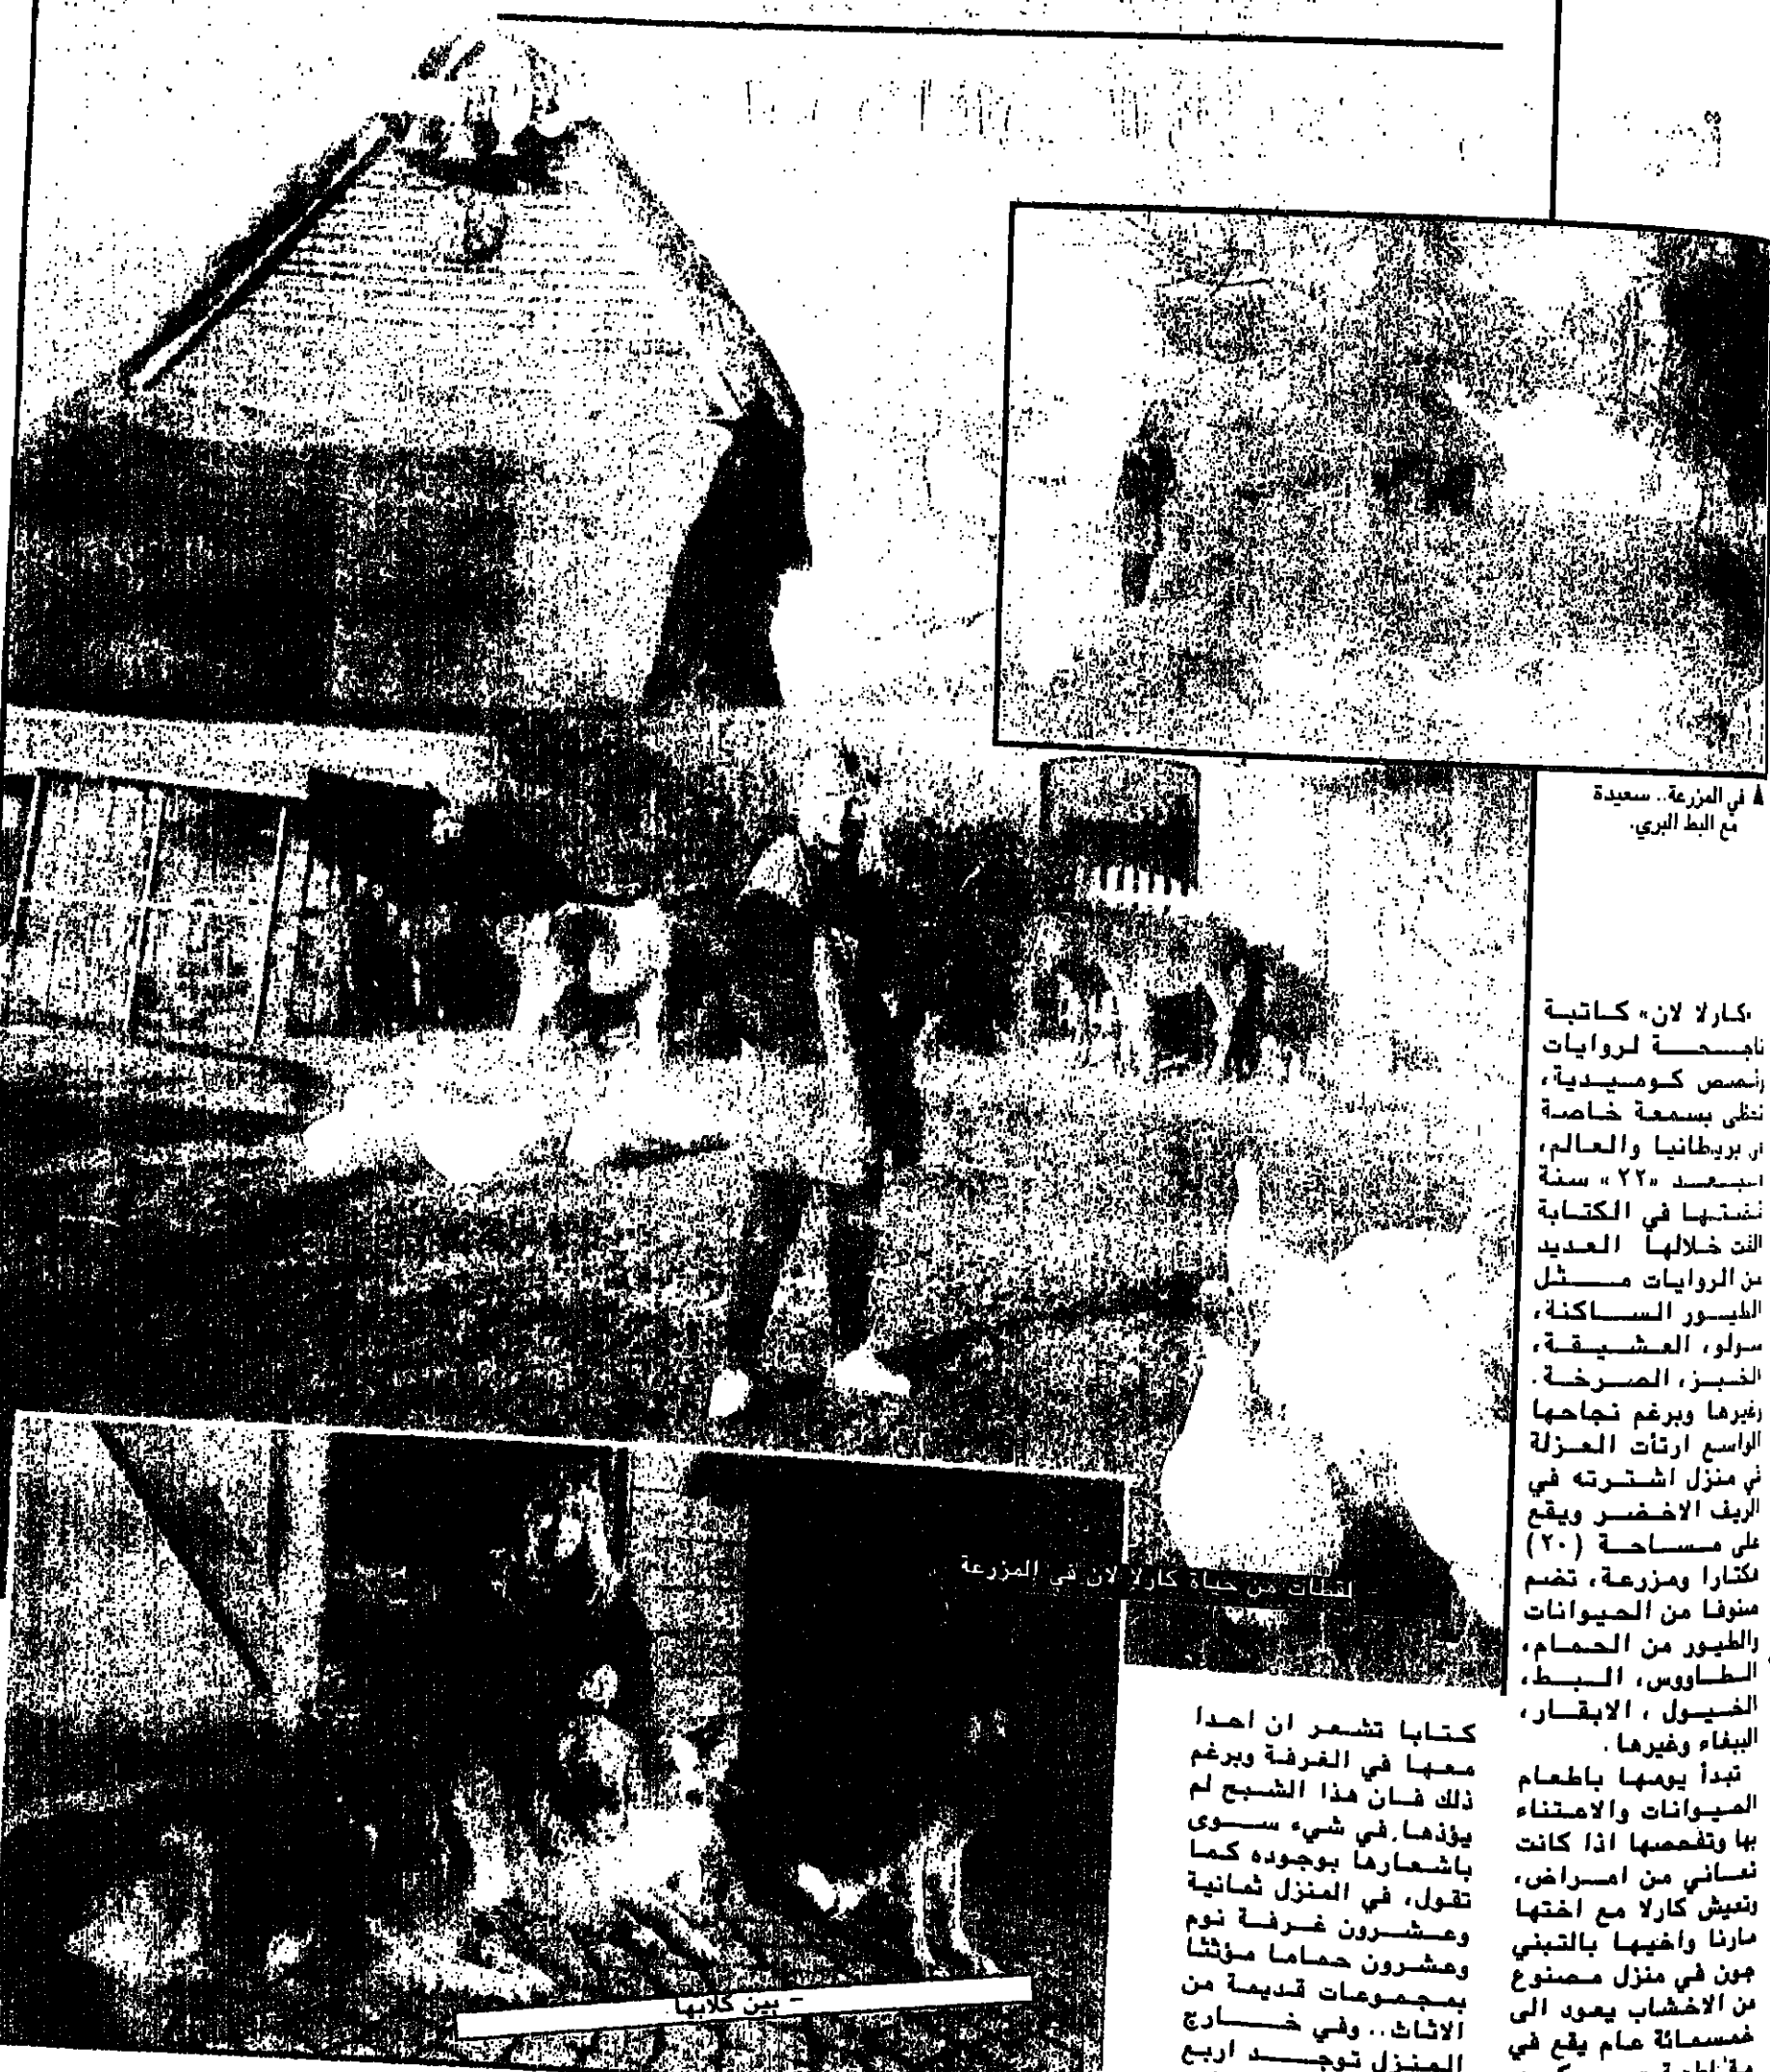 في المزرعة.. سعيدة
مع البط البري.
«كارلا لان» كاتبة
ناجحة لروايات
وقصص كوميدية،
تحظى بسمعة خاصة
في بريطانيا والعالم،
فبعد «٢٢» سنة
قضتها في الكتابة
الفت خلالها العديد
من الروايات مثل
الطيور الساكنة،
سولو، العشيقة،
الخبز، الصرخة.
وغيرها وبرغم نجاحها
الواسع ارتأت العزلة
في منزل اشترته في
الريف الاخضر ويقع
على مساحة (٢٠)
هكتارا ومزرعة، تضم
صنوفا من الحيوانات
والطيور من الحمام،
الطاووس، البط،
الخيول ، الابقار،
الببغاء وغيرها .
تبدأ يومها باطعام
الحيوانات والاعتناء
بها وتفحصها اذا كانت
تعاني من امراض،
وتعيش كارلا مع اختها
مارنا واخيها بالتبني
جون في منزل مصنوع
من الاخشاب يعود الى
خمسمائة عام يقع في
كتابا تشعر ان احدا
معها في الغرفة وبرغم
ذلك فان هذا الشبح لم
يؤذها في شيء سوى
باشعارها بوجوده كما
تقول، في المنزل ثمانية
وعشرون غرفة نوم
وعشرون حماما مؤثثا
بمجموعات قديمة من
الاثاث.. وفي خارج
المنزل توجد اربع
لقطات من حياة كارلا لان في المزرعة
- بين كلابها